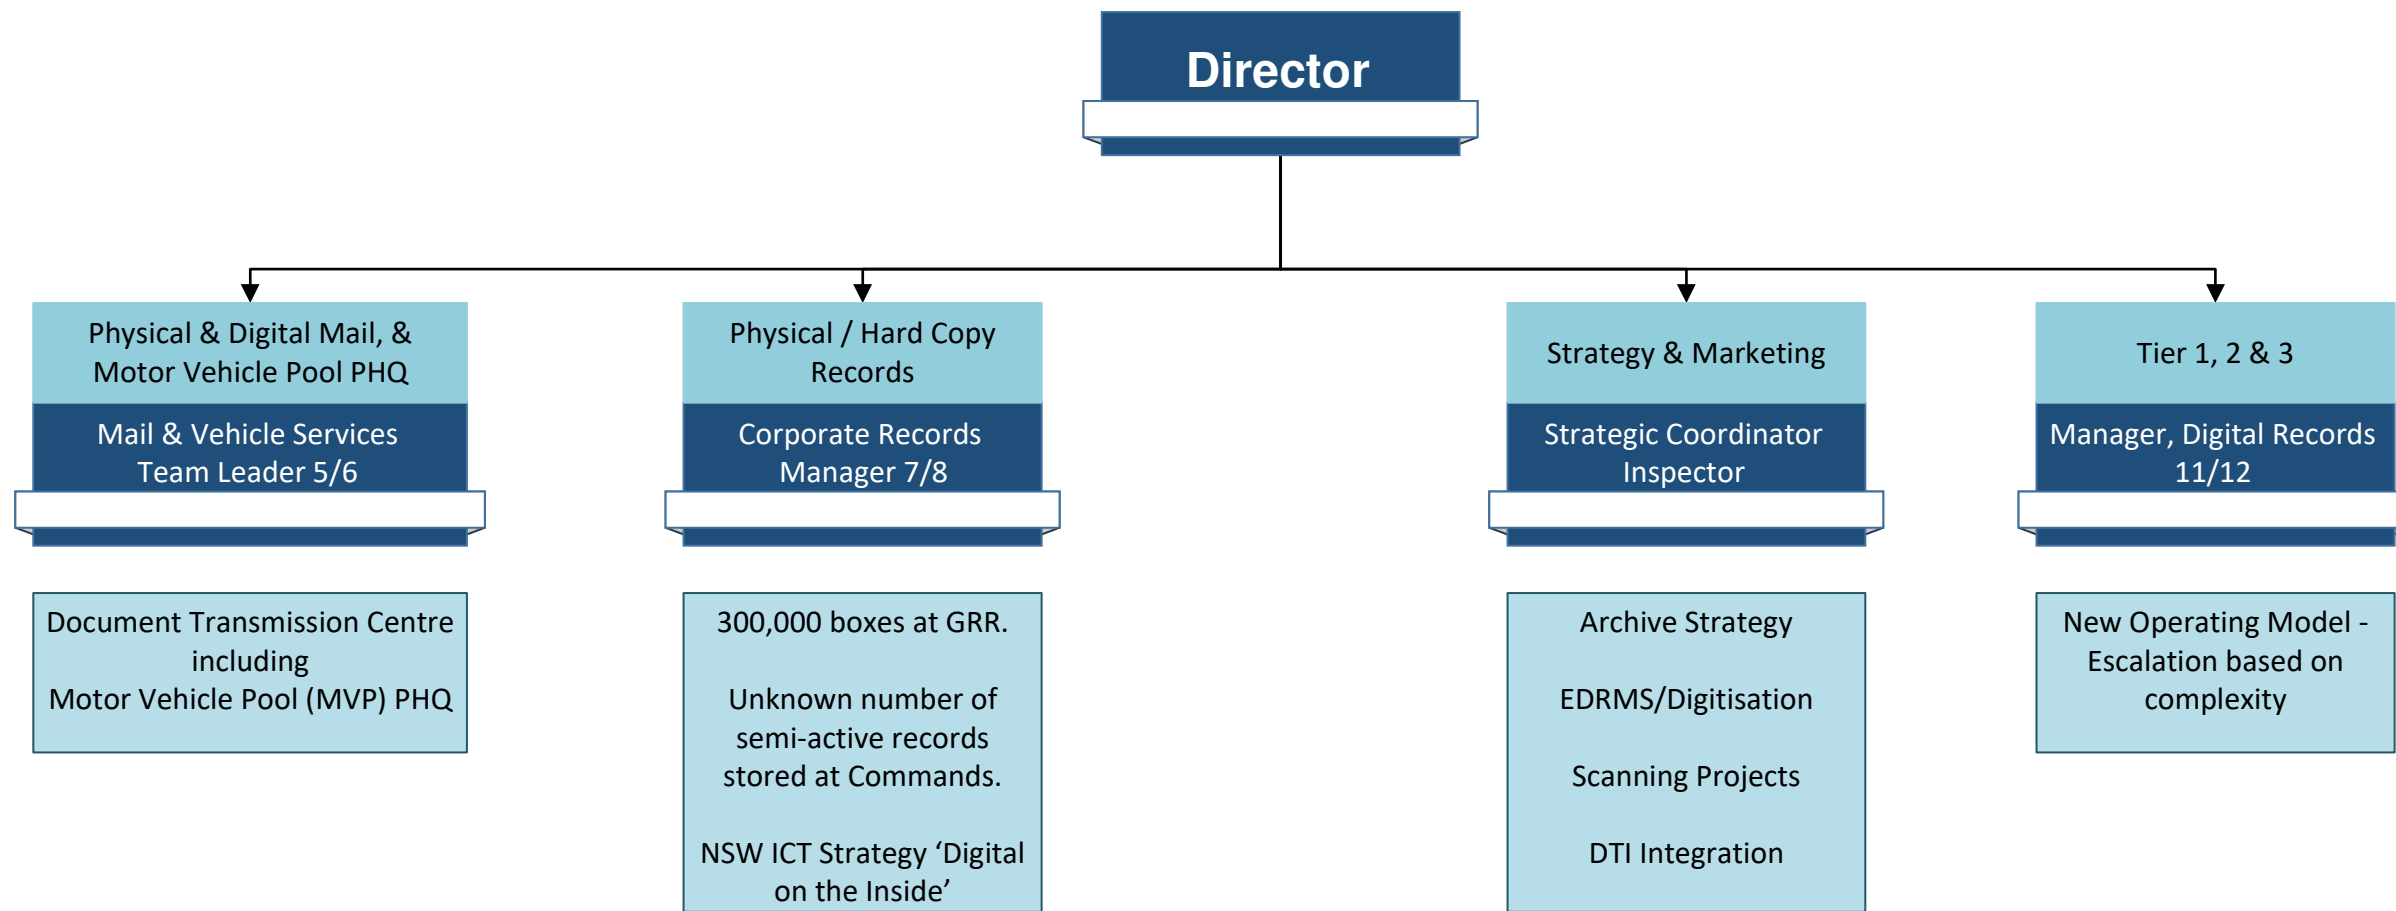 Director
Physical & Digital Mail, &
Motor Vehicle Pool PHQ
Mail & Vehicle Services
Team Leader 5/6
Document Transmission Centre
including
Motor Vehicle Pool (MVP) PHQ
Physical / Hard Copy
Records
Corporate Records
Manager 7/8
300,000 boxes at GRR.
Unknown number of
semi-active records
stored at Commands.
NSW ICT Strategy ‘Digital
on the Inside’
Strategy & Marketing
Strategic Coordinator
Inspector
Archive Strategy
EDRMS/Digitisation
Scanning Projects
DTI Integration
Tier 1, 2 & 3
Manager, Digital Records
11/12
New Operating Model -
Escalation based on
complexity